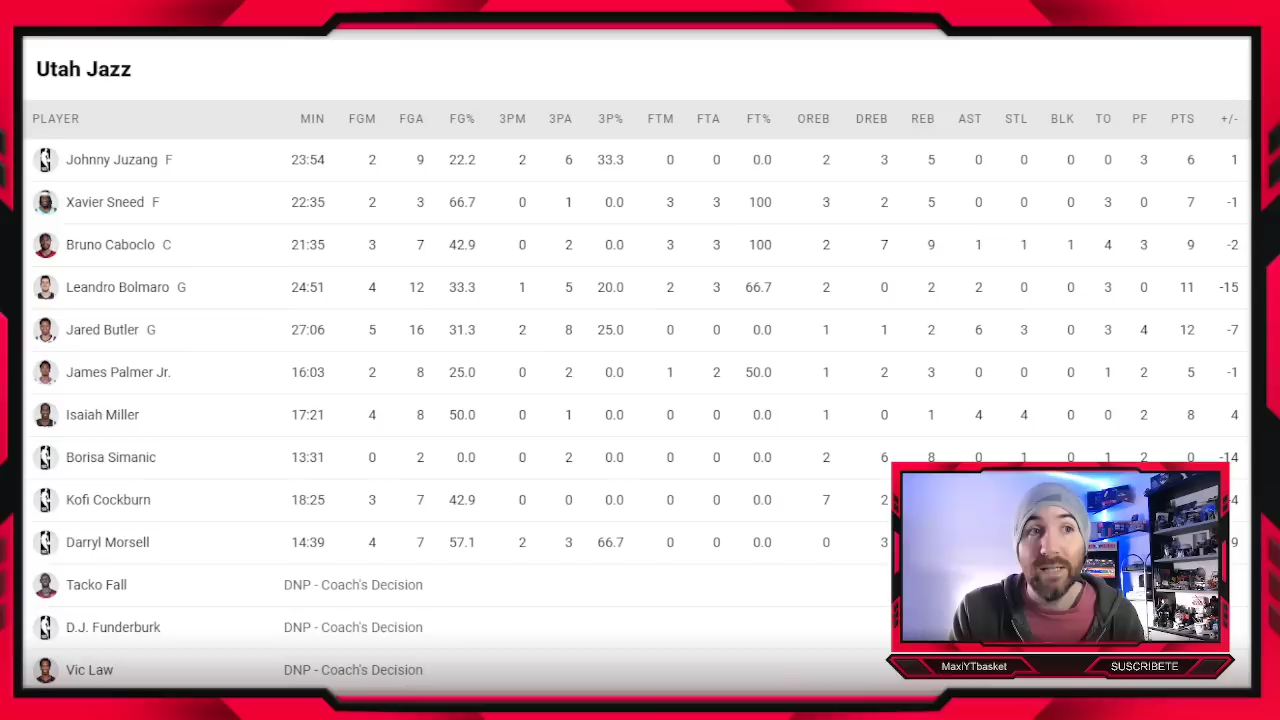 Utah Jazz
PLAYER MIN FGM FGA FG% 3PM 3PA 3P% FTM FTA FT% OREB DREB REB AST STL BLK TO PF PTS +/-
Johnny Juzang F 23:54 2 9 22.2 2 6 33.3 0 0 0.0 2 3 5 0 0 0 0 3 6 1
Xavier Sneed F 22:35 2 3 66.7 0 1 0.0 3 3 100 3 2 5 0 0 0 3 0 7 -1
Bruno Caboclo C 21:35 3 7 42.9 0 2 0.0 3 3 100 2 7 9 1 1 1 4 3 9 -2
Leandro Bolmaro G 24:51 4 12 33.3 1 5 20.0 2 3 66.7 2 0 2 2 0 0 3 0 11 -15
Jared Butler G 27:06 5 16 31.3 2 8 25.0 0 0 0.0 1 1 2 6 3 0 3 4 12 -7
James Palmer Jr. 16:03 2 8 25.0 0 2 0.0 1 2 50.0 1 2 3 0 0 0 1 2 5 -1
Isaiah Miller 17:21 4 8 50.0 0 1 0.0 0 0 0.0 1 0 1 4 4 0 0 2 8 4
Borisa Simanic 13:31 0 2 0.0 0 2 0.0 0 0 0.0 2 6 8 0 1 0 1 2 0 -14
Kofi Cockburn 18:25 3 7 42.9 0 0 0.0 0 0 0.0 7 2
Darryl Morsell 14:39 4 7 57.1 2 3 66.7 0 0 0.0 0 3
Tacko Fall DNP - Coach's Decision
D.J. Funderburk DNP - Coach's Decision
Vic Law DNP - Coach's Decision
MaxiYTbasket SUSCRIBETE